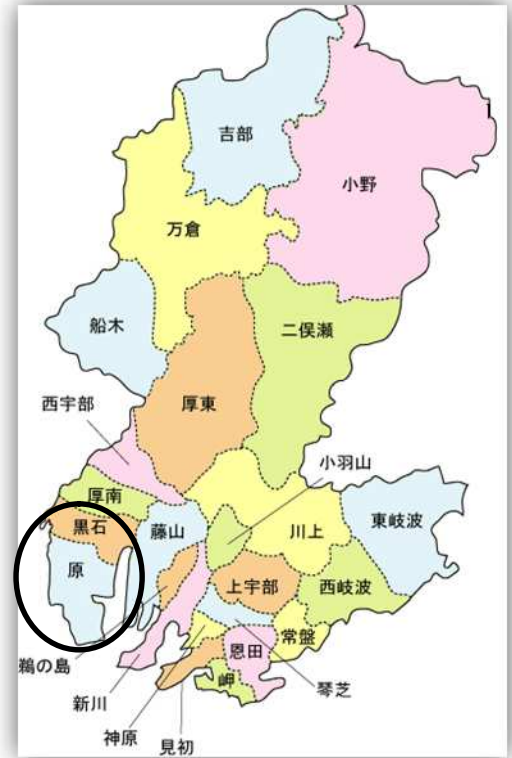 吉部
小野
万倉
船木
二俣瀬
厚東
西宇部
小羽山
厚南
黒石
藤山
川上
東岐波
原
上宇部
西岐波
常盤
恩田
鵜の島
岬
琴芝
新川
神原
見初